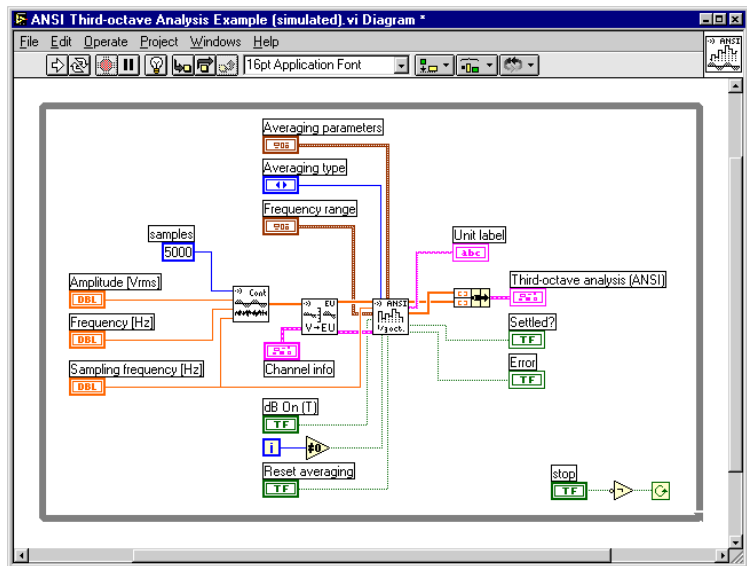 ANSI Third-octave Analysis Example (simulated).vi Diagram *
File Edit Operate Project Windows Help
ANSI
16pt Application Font
Averaging parameters
Averaging type
Frequency range
samples
5000
Unit label
abc
Amplitude [Vrms]
DBL
Cont
EU
V→EU
ANSI
Third-octave analysis (ANSI)
Frequency [Hz]
DBL
Settled?
TF
Sampling frequency [Hz]
DBL
Channel info
Error
TF
dB On (T)
TF
i
≠0
Reset averaging
TF
stop
TF